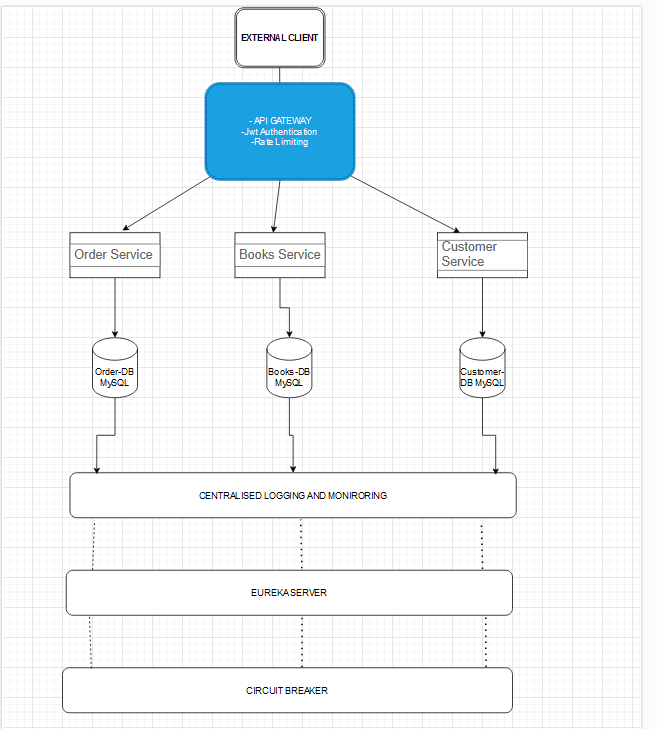 EXTERNAL CLIENT
- API GATEWAY
-Jwt Authentication
-Rate Limiting
Order Service
Books Service
Customer
Service
Order-DB
MySQL
Books-DB
MySQL
Customer-
DB MySQL
CENTRALISED LOGGING AND MONIRORING
EUREKA SERVER
CIRCUIT BREAKER